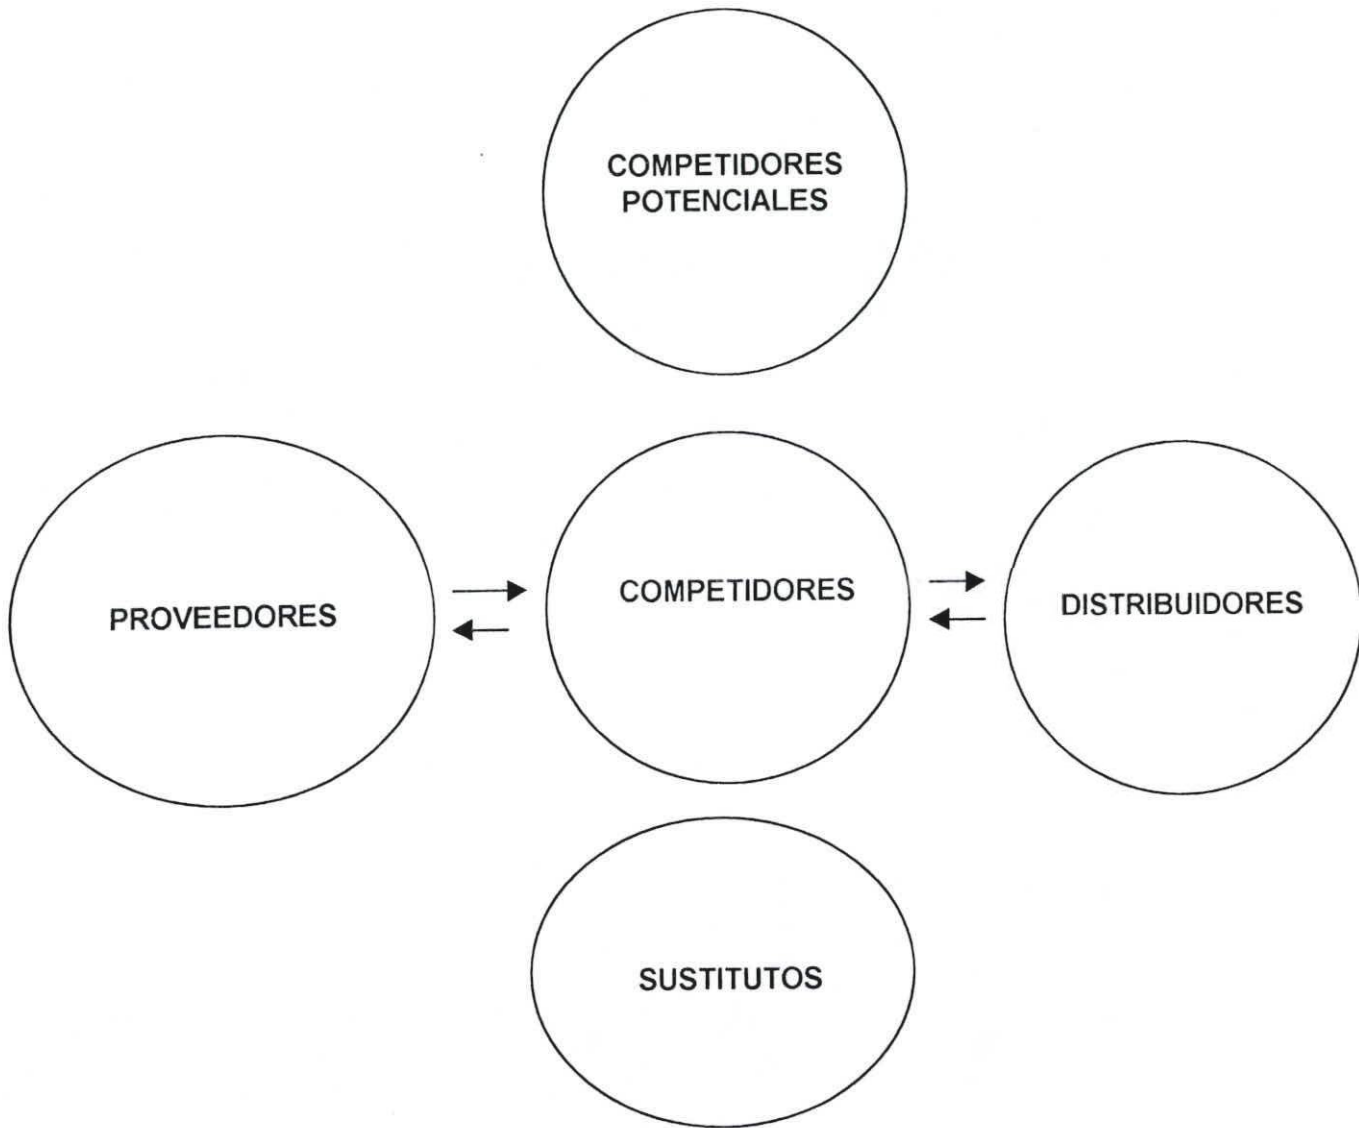 COMPETIDORES
POTENCIALES
PROVEEDORES
COMPETIDORES
DISTRIBUIDORES
SUSTITUTOS